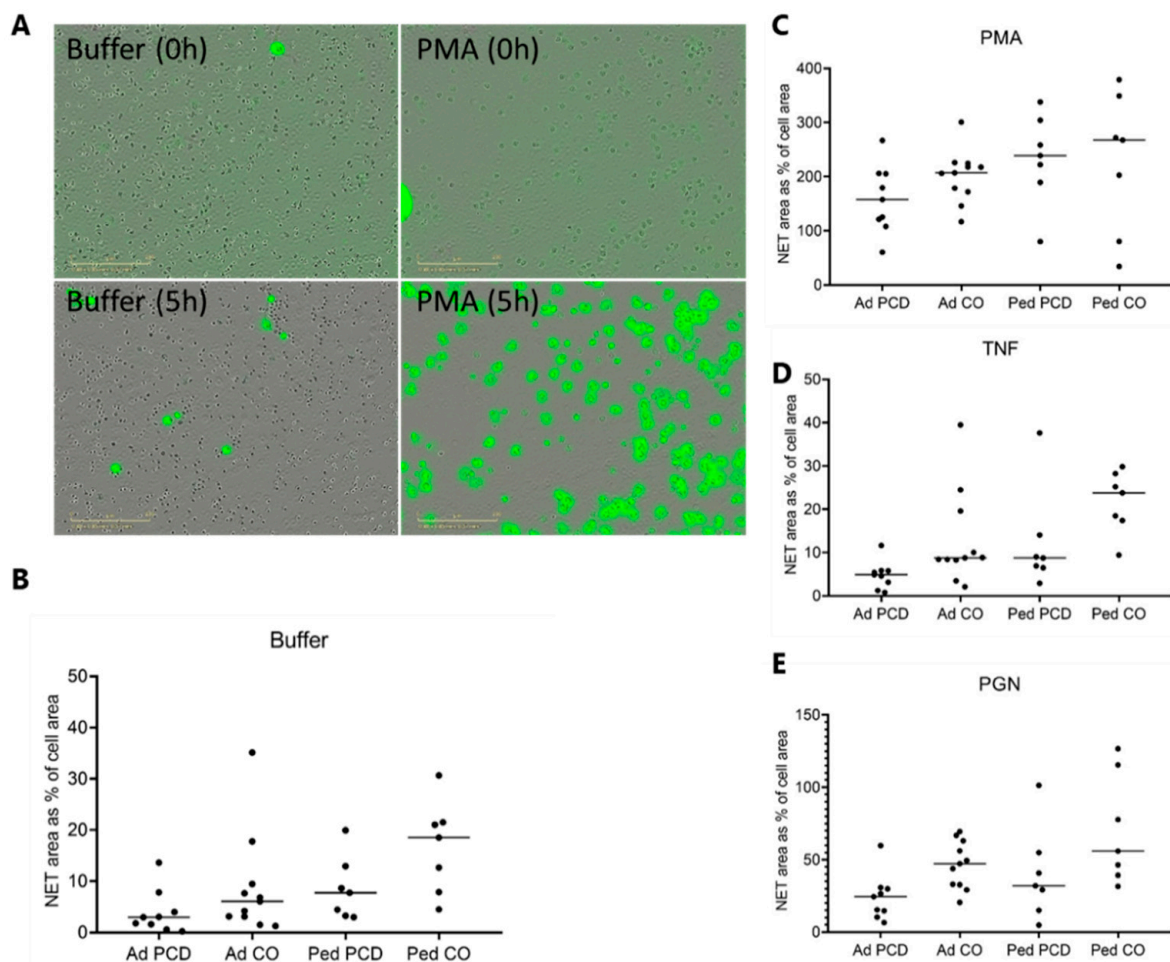 A
Buffer (0h)
PMA (0h)
Buffer (5h)
PMA (5h)
B
Buffer
NET area as % of cell area
50
40
30
20
10
0
Ad PCD Ad CO Ped PCD Ped CO
C
PMA
NET area as % of cell area
400
300
200
100
0
Ad PCD Ad CO Ped PCD Ped CO
D
TNF
NET area as % of cell area
50
40
30
20
10
0
Ad PCD Ad CO Ped PCD Ped CO
E
PGN
NET area as % of cell area
150
100
50
0
Ad PCD Ad CO Ped PCD Ped CO